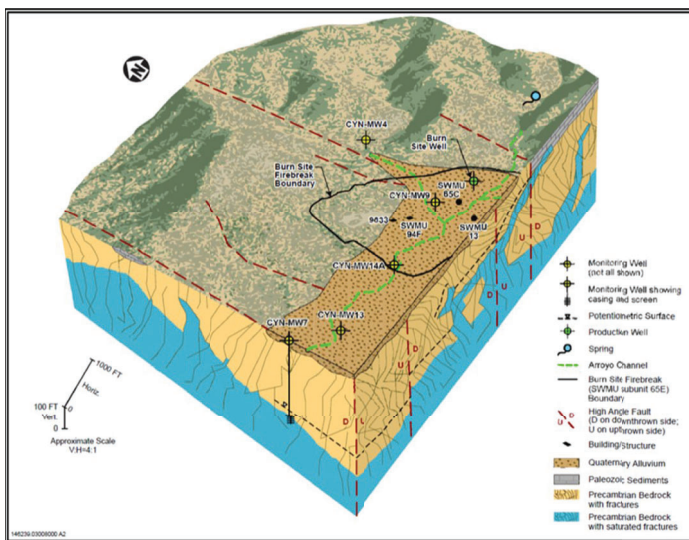 N
CYN-MW4
Burn
Site
Well
Burn Site
Firebreak
Boundary
CYN-MW9
SWMU
65C
9833
SWMU
94F
SWMU
13
CYN-MW14A
CYN-MW7
CYN-MW13
U
D
D
U
U
D
D
U
1000 FT
Horiz.
100 FT
Vert.
0
0
Approximate Scale
V:H=4:1
Monitoring Well
(not all shown)
Monitoring Well showing
casing and screen
Potentiometric Surface
Production Well
Spring
Arroyo Channel
Burn Site Firebreak
(SWMU subunit 65E)
Boundary
D
U
High Angle Fault
(D on downthrown side;
U on upthrown side)
Building/Structure
Quaternary Alluvium
Paleozoic Sediments
Precambrian Bedrock
with fractures
Precambrian Bedrock
with saturated fractures
146239.03008000 A2